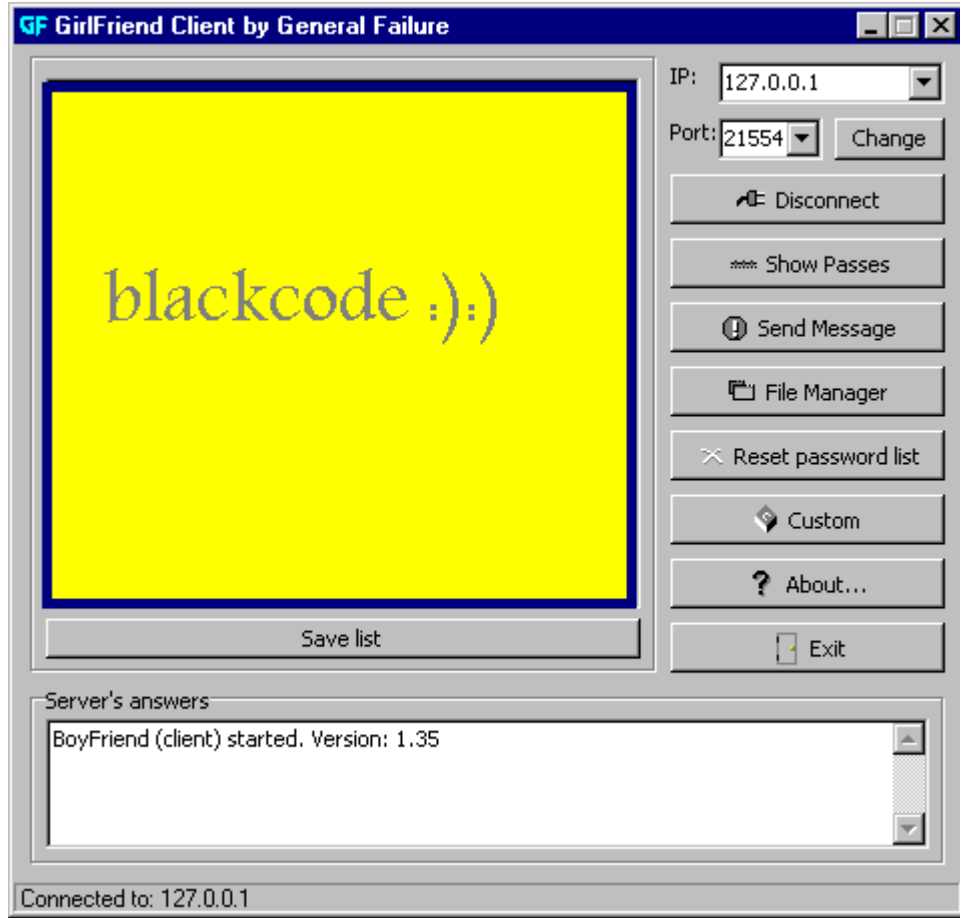 GF GirlFriend Client by General Failure
IP: 127.0.0.1
Port: 21554 Change
Disconnect
Show Passes
blackcode :):)
Send Message
File Manager
Reset password list
Custom
About...
Save list
Exit
Server's answers
BoyFriend (client) started. Version: 1.35
Connected to: 127.0.0.1